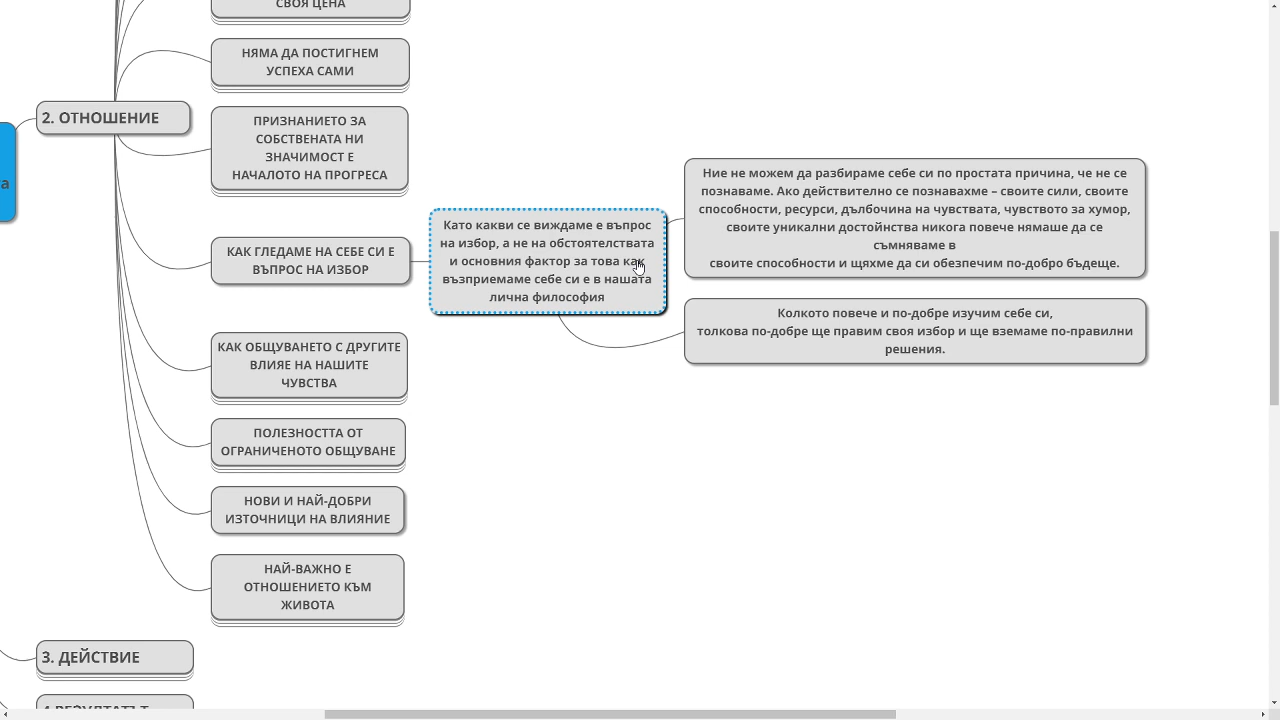 СВОЯ ЦЕНА
НЯМА ДА ПОСТИГНЕМ
УСПЕХА САМИ
2. ОТНОШЕНИЕ
ПРИЗНАНИЕТО ЗА
СОБСТВЕНАТА НИ
ЗНАЧИМОСТ Е
НАЧАЛОТО НА ПРОГРЕСА
а
КАК ГЛЕДАМЕ НА СЕБЕ СИ Е
ВЪПРОС НА ИЗБОР
Като какви се виждаме е въпрос
на избор, а не на обстоятелствата
и основния фактор за това как
възприемаме себе си е в нашата
лична философия
Ние не можем да разбираме себе си по простата причина, че не се
познаваме. Ако действително се познавахме – своите сили, своите
способности, ресурси, дълбочина на чувствата, чувството за хумор,
своите уникални достойнства никога повече нямаше да се
съмняваме в
своите способности и щяхме да си обезпечим по-добро бъдеще.
Колкото повече и по-добре изучим себе си,
толкова по-добре ще правим своя избор и ще вземаме по-правилни
решения.
КАК ОБЩУВАНЕТО С ДРУГИТЕ
ВЛИЯЕ НА НАШИТЕ
ЧУВСТВА
ПОЛЕЗНОСТТА ОТ
ОГРАНИЧЕНОТО ОБЩУВАНЕ
НОВИ И НАЙ-ДОБРИ
ИЗТОЧНИЦИ НА ВЛИЯНИЕ
НАЙ-ВАЖНО Е
ОТНОШЕНИЕТО КЪМ
ЖИВОТА
3. ДЕЙСТВИЕ
4.РЕЗУЛТАТЪТ